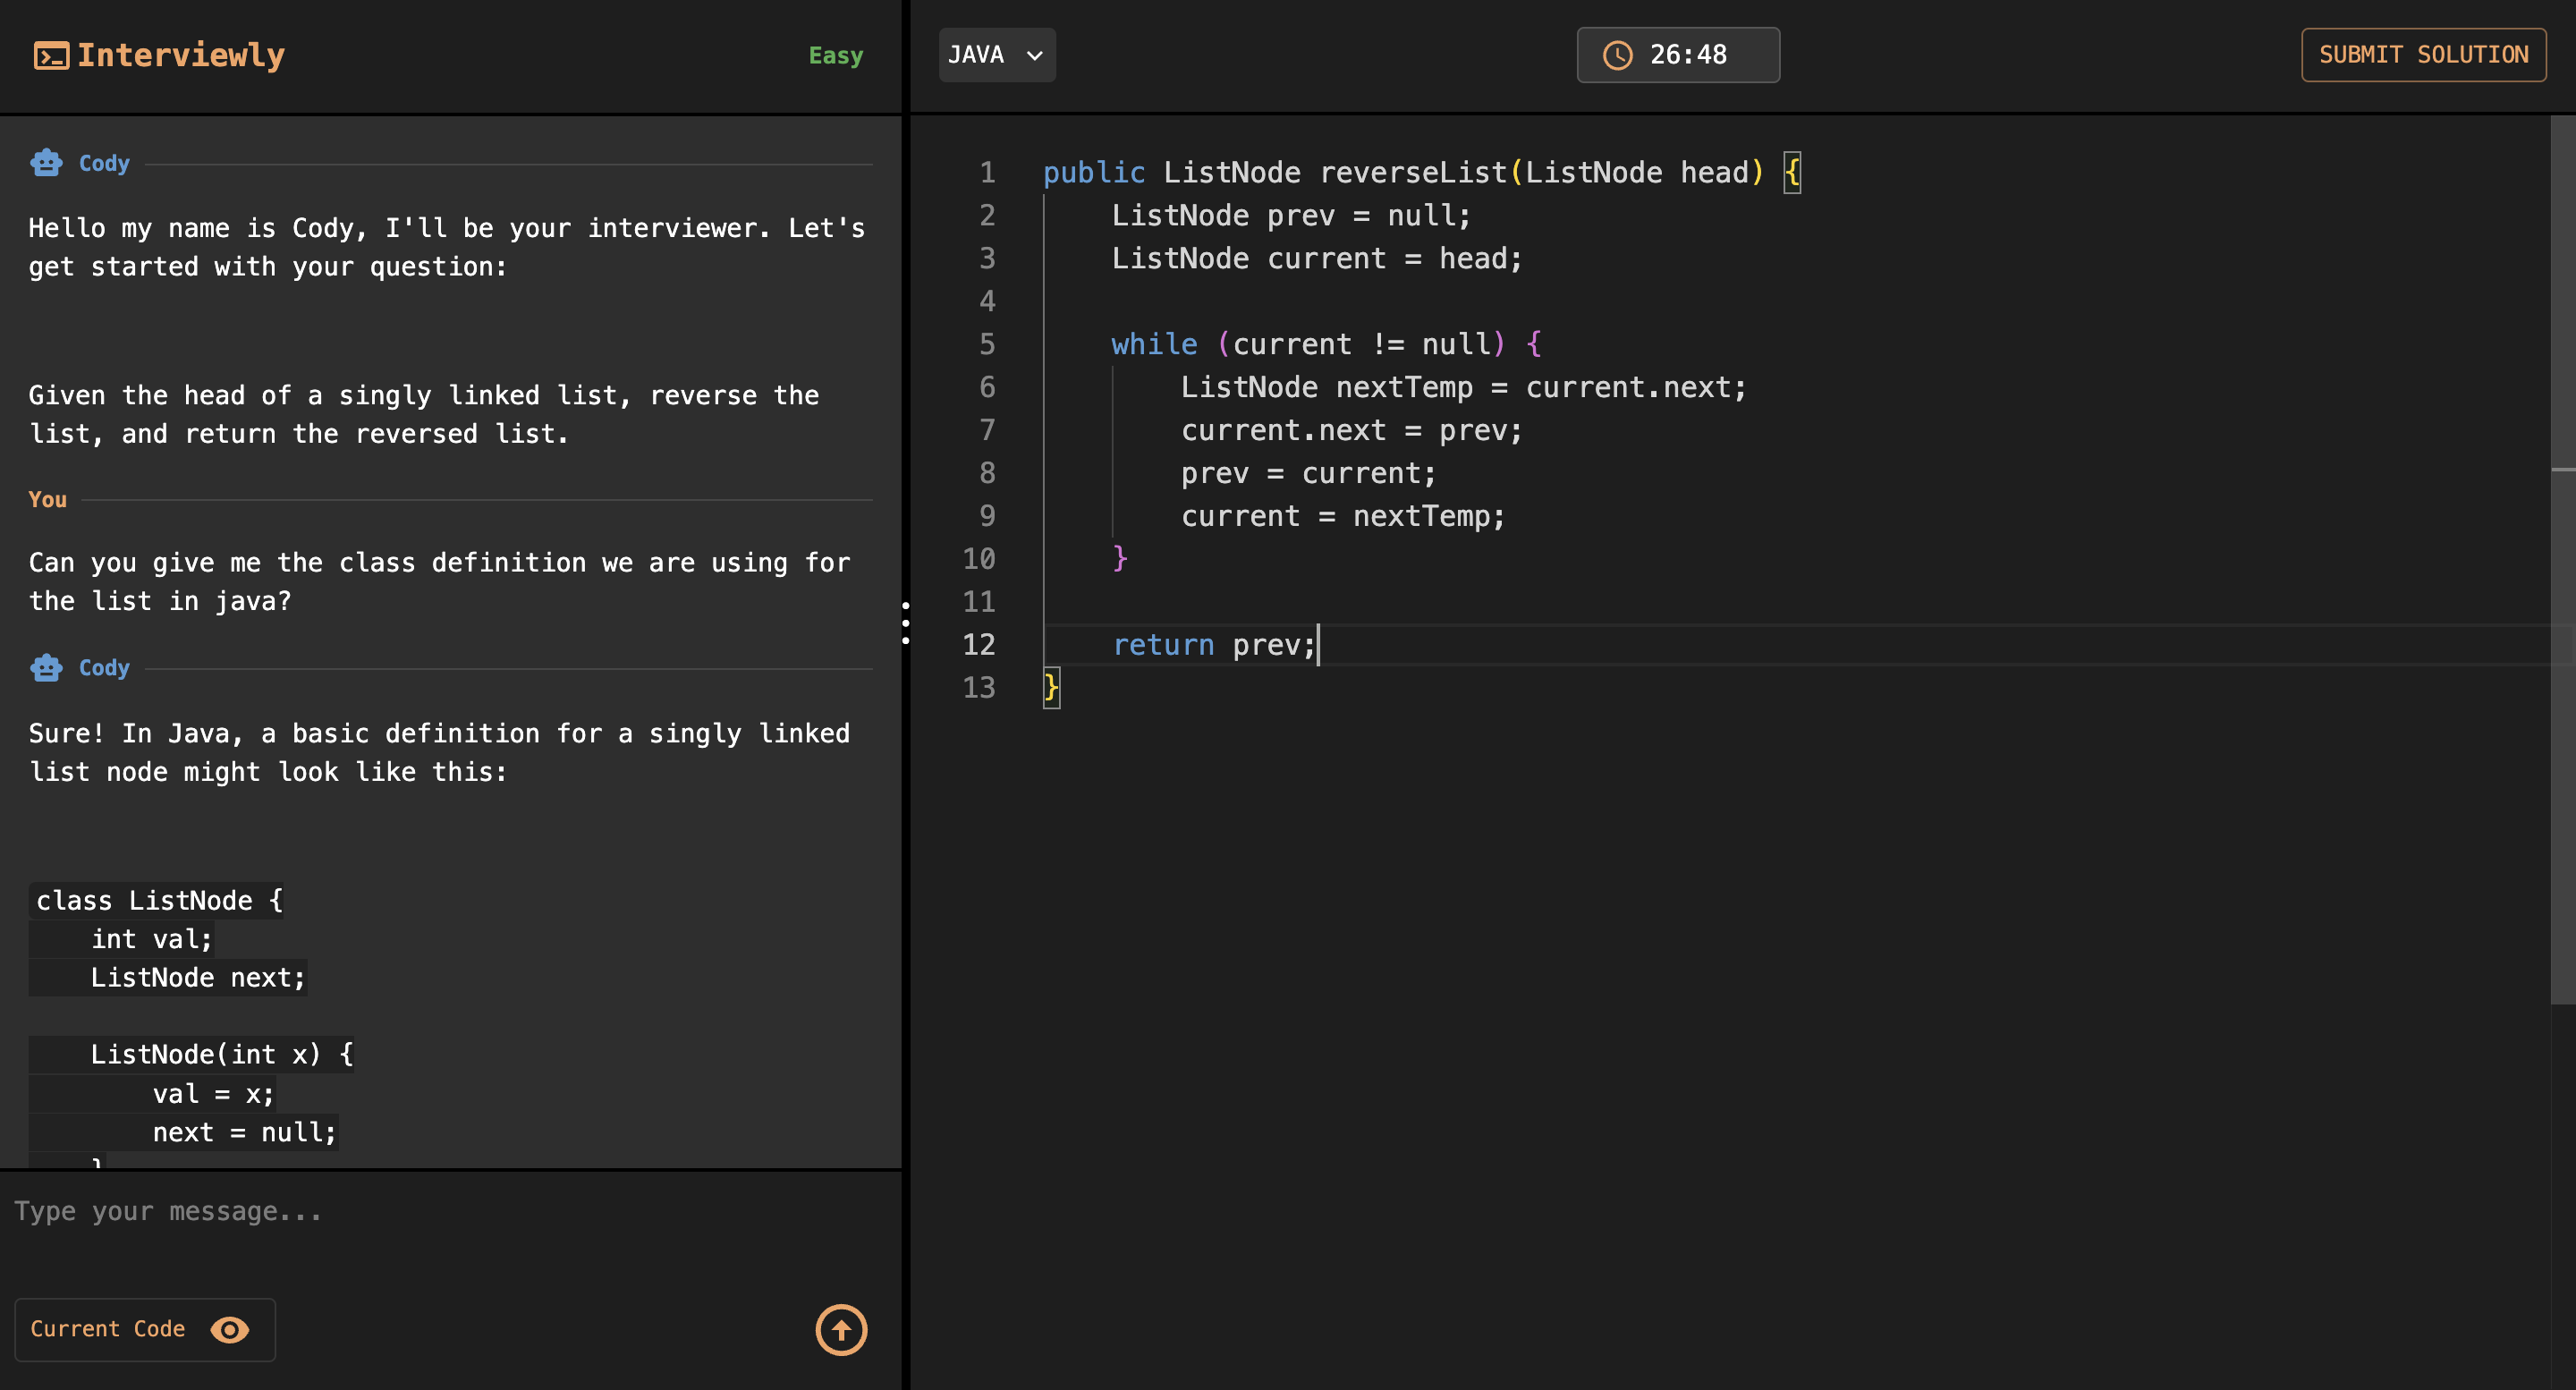 Interviewly
Easy
Cody
Hello my name is Cody, I'll be your interviewer. Let's
get started with your question:
Given the head of a singly linked list, reverse the
list, and return the reversed list.
You
Can you give me the class definition we are using for
the list in java?
Cody
Sure! In Java, a basic definition for a singly linked
list node might look like this:
class ListNode {
    int val;
    ListNode next;
    ListNode(int x) {
        val = x;
        next = null;
    }
Type your message...
Current Code
JAVA
26:48
SUBMIT SOLUTION
1 public ListNode reverseList(ListNode head) {
2     ListNode prev = null;
3     ListNode current = head;
4
5     while (current != null) {
6         ListNode nextTemp = current.next;
7         current.next = prev;
8         prev = current;
9         current = nextTemp;
10     }
11
12     return prev;
13 }